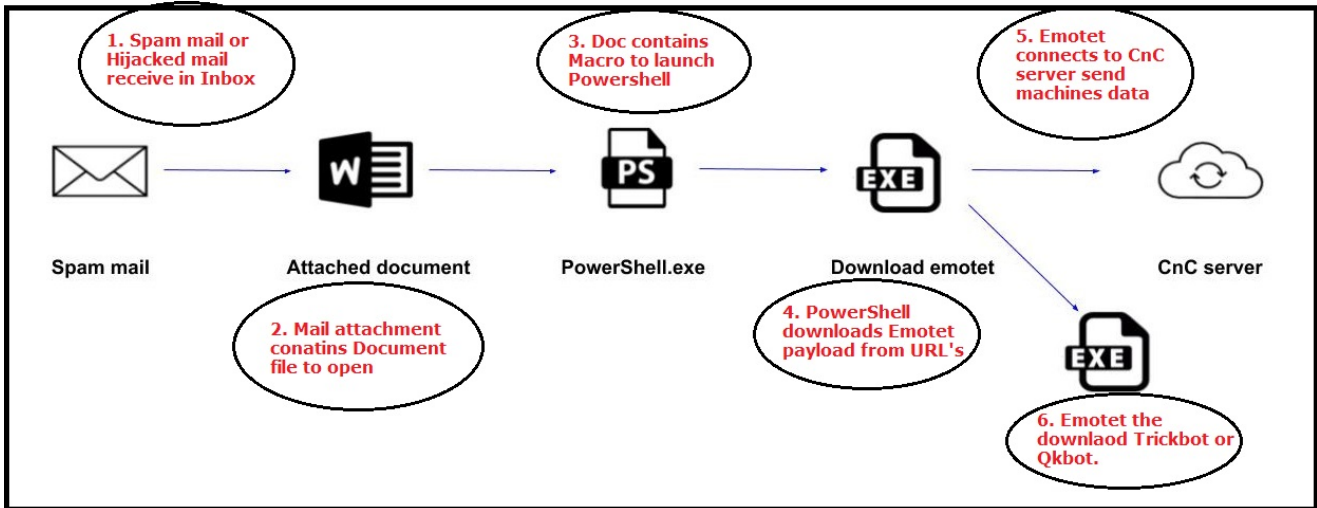 1. Spam mail or
Hijacked mail
receive in Inbox
3. Doc contains
Macro to launch
Powershell
5. Emotet
connects to CnC
server send
machines data
W
PS
EXE
Spam mail
Attached document
PowerShell.exe
Download emotet
CnC server
2. Mail attachment
conatins Document
file to open
4. PowerShell
downloads Emotet
payload from URL's
EXE
6. Emotet the
downlaod Trickbot or
Qkbot.